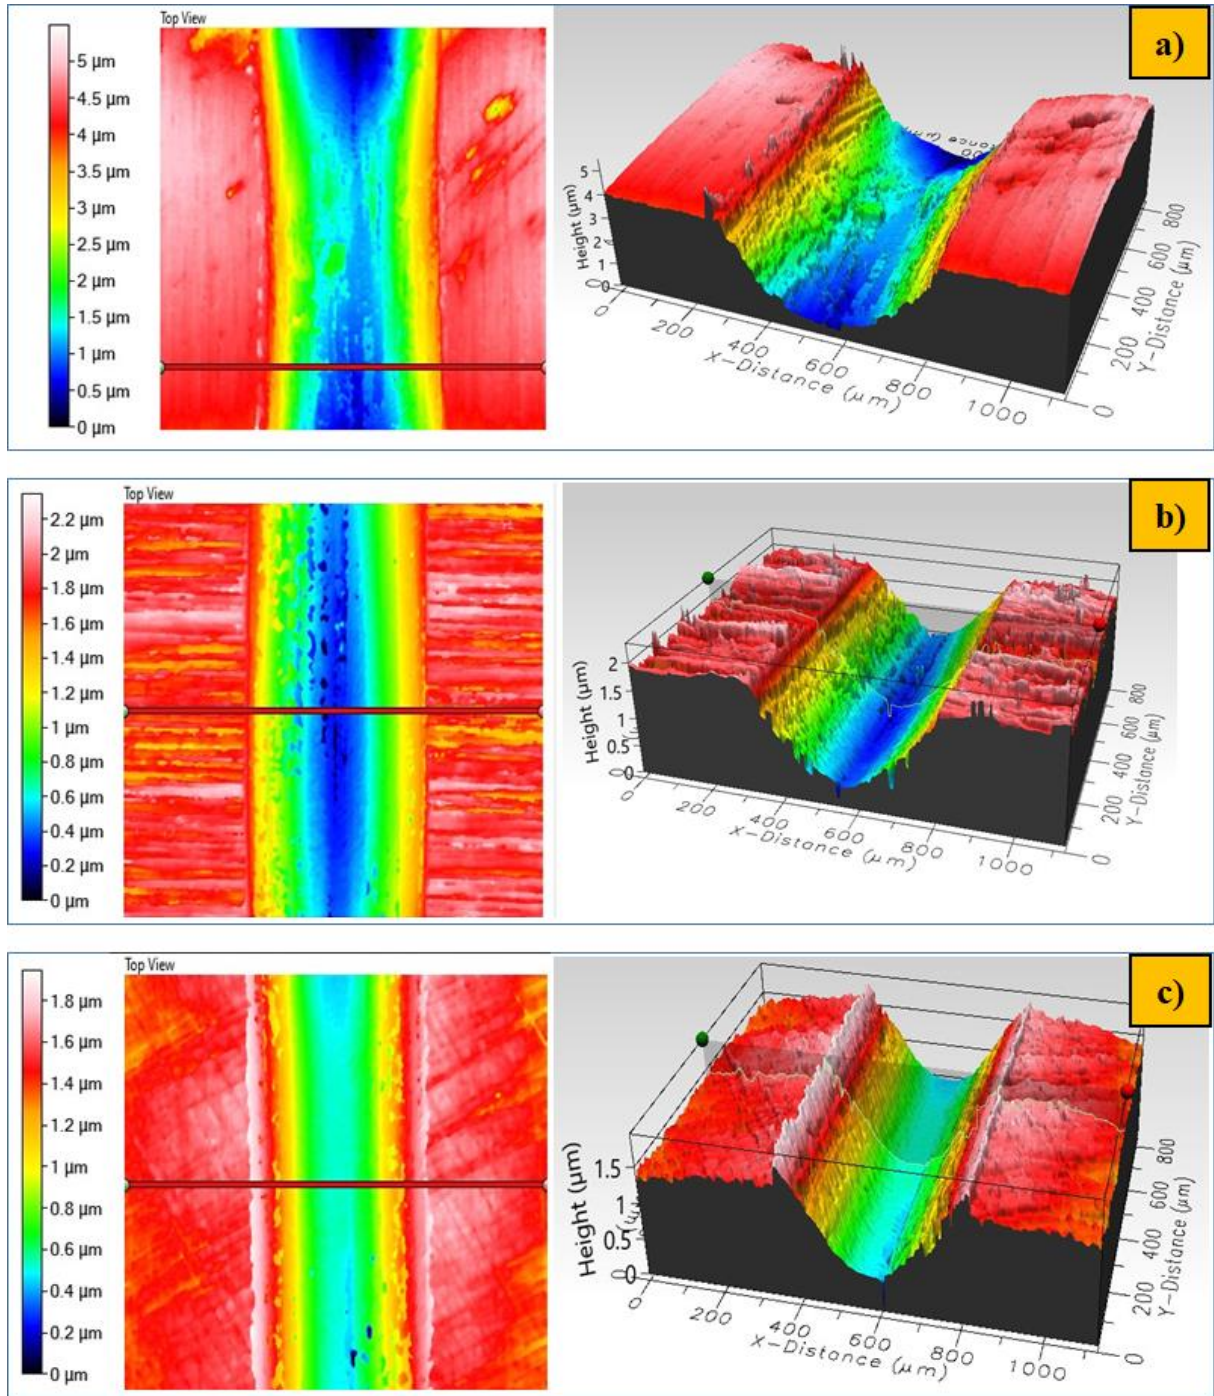 a)
Top View
5 µm
4.5 µm
4 µm
3.5 µm
3 µm
2.5 µm
2 µm
1.5 µm
1 µm
0.5 µm
0 µm
Height (µm)
5
4
3
2
1
0
0
200
400
600
800
1000
X-Distance (µm)
0
200
400
600
800
Y-Distance (µm)
b)
Top View
2.2 µm
2 µm
1.8 µm
1.6 µm
1.4 µm
1.2 µm
1 µm
0.8 µm
0.6 µm
0.4 µm
0.2 µm
0 µm
Height (µm)
2
1.5
1
0.5
0
0
200
400
600
800
1000
X-Distance (µm)
0
200
400
600
800
Y-Distance (µm)
c)
Top View
1.8 µm
1.6 µm
1.4 µm
1.2 µm
1 µm
0.8 µm
0.6 µm
0.4 µm
0.2 µm
0 µm
Height (µm)
1.5
1
0.5
0
0
200
400
600
800
1000
X-Distance (µm)
0
200
400
600
800
Y-Distance (µm)